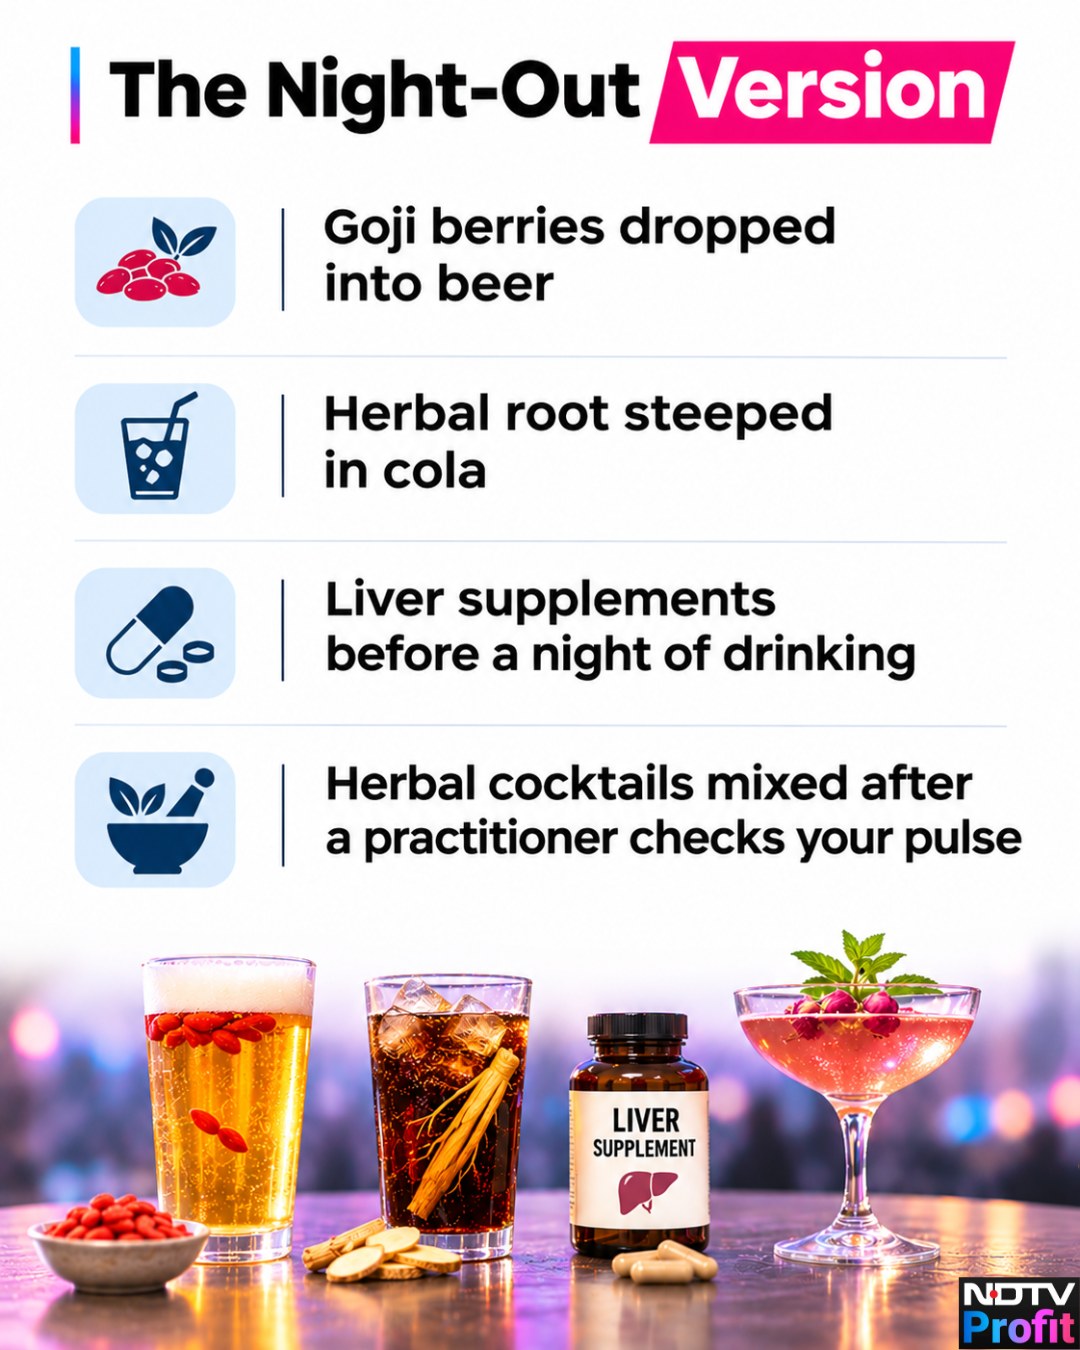 The Night-Out Version
Goji berries dropped
into beer
Herbal root steeped
in cola
Liver supplements
before a night of drinking
Herbal cocktails mixed after
a practitioner checks your pulse
LIVER
SUPPLEMENT
NDTV
Profit